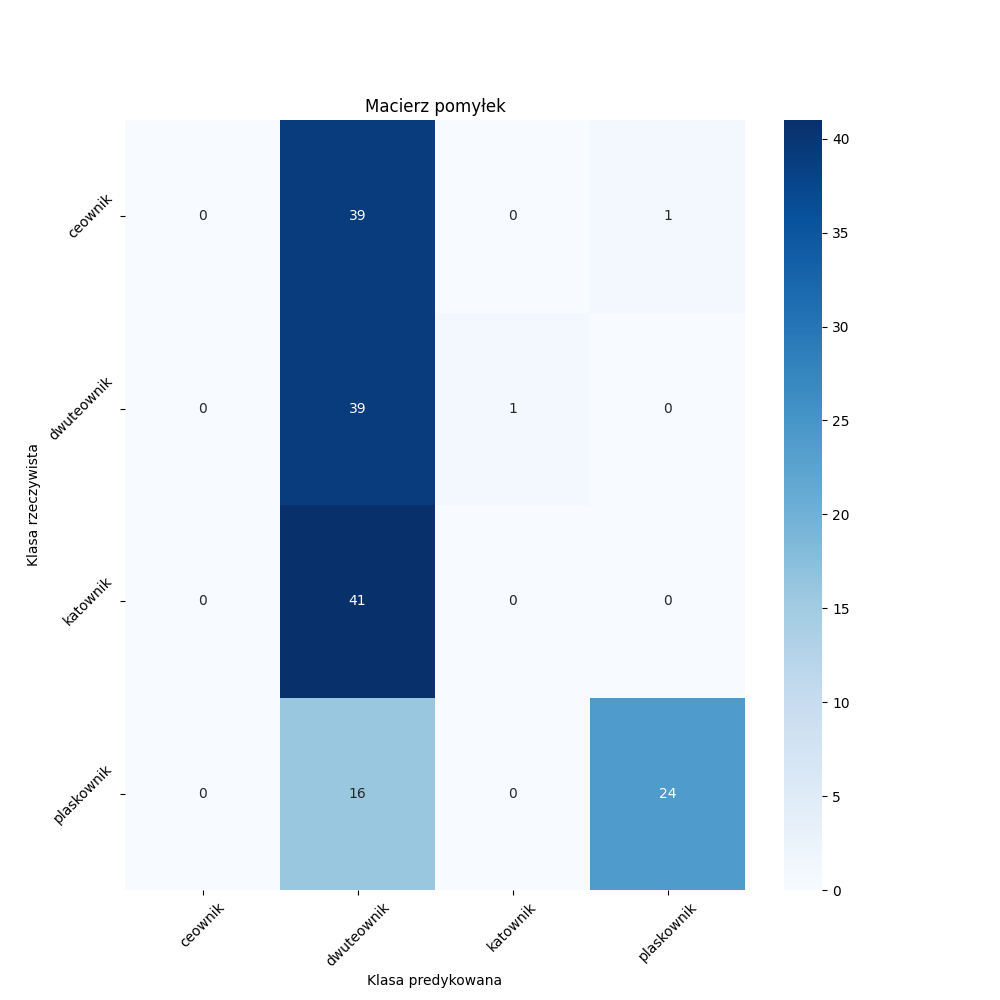 Macierz pomyłek
Klasa rzeczywista
ceownik 0 39 0 1
dwuteownik 0 39 1 0
katownik 0 41 0 0
plaskownik 0 16 0 24
ceownik dwuteownik katownik plaskownik
Klasa predykowana
40
35
30
25
20
15
10
5
0